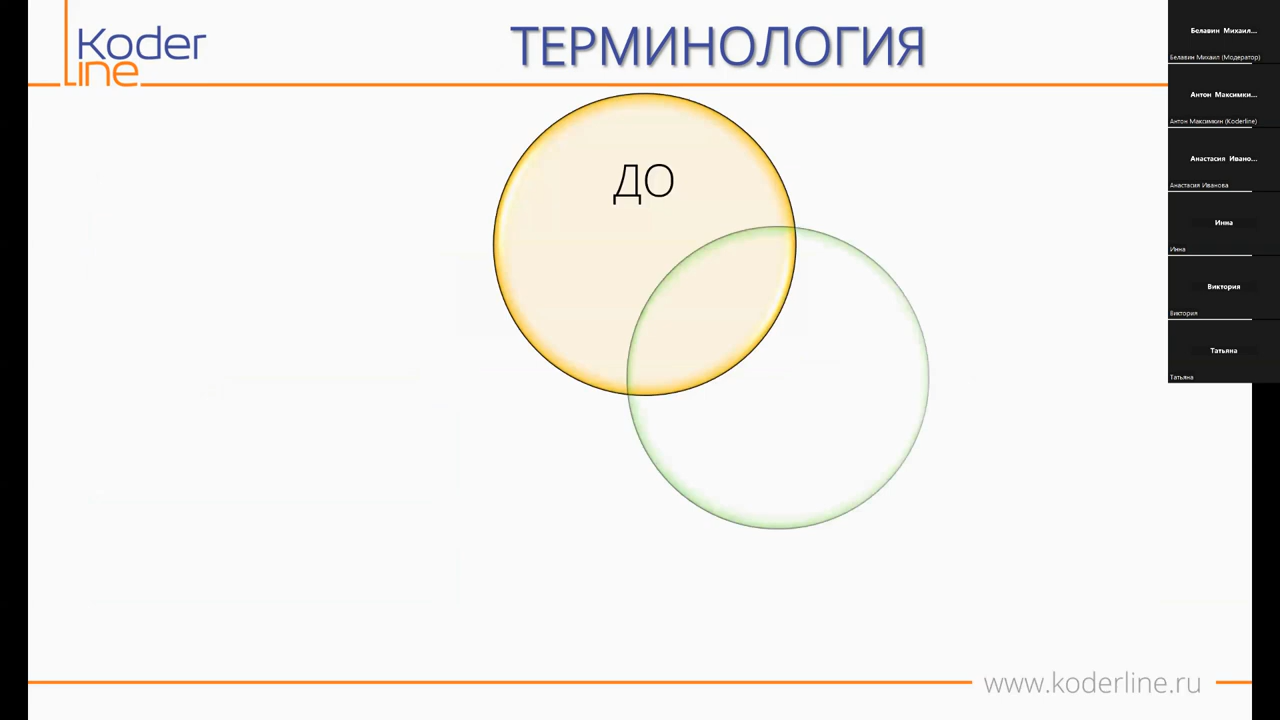 Koder
line
ТЕРМИНОЛОГИЯ
ДО
www.koderline.ru
Белавин Михаил...
Белавин Михаил (Модератор)
Антон Максимки...
Антон Максимкин (Koderline)
Анастасия Ивано...
Анастасия Иванова
Инна
Инна
Виктория
Виктория
Татьяна
Татьяна